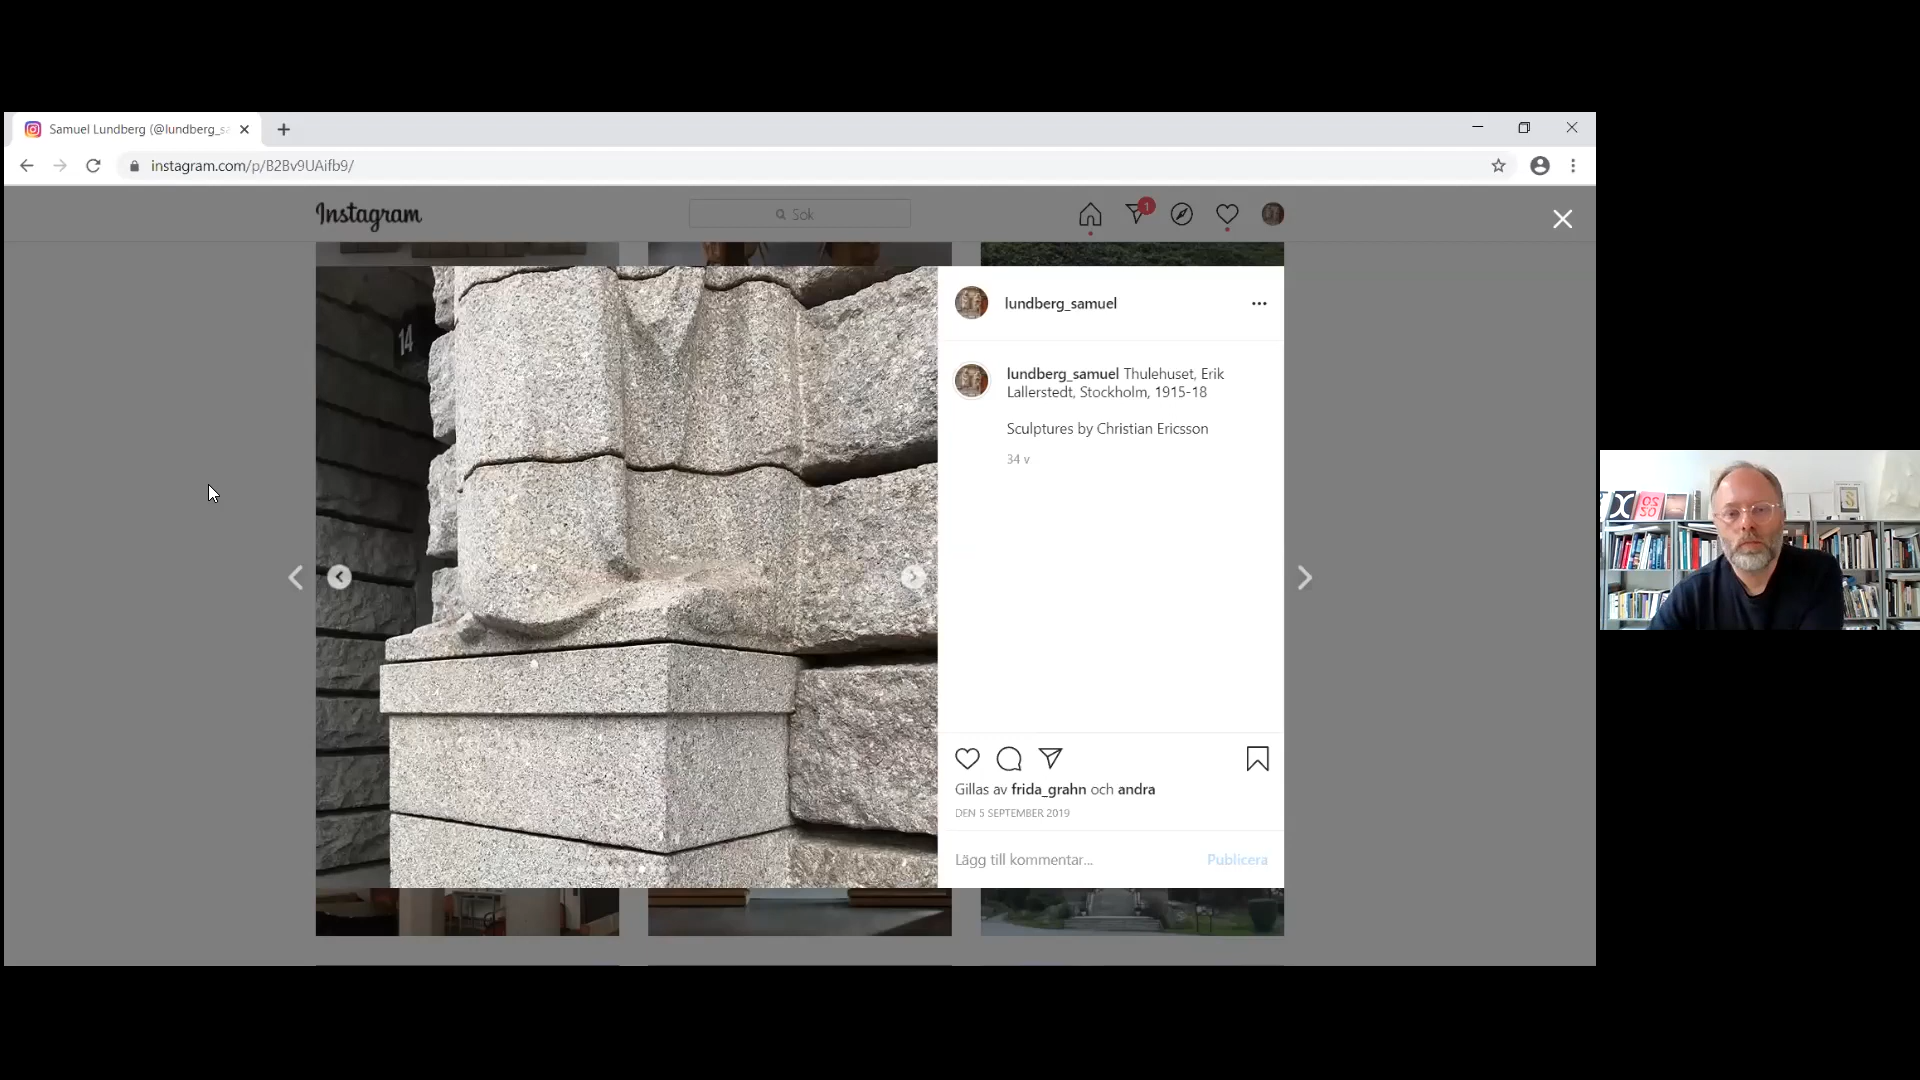 Samuel Lundberg (@lundberg_sa
instagram.com/p/B2Bv9UAifb9/
Instagram
Sök
1
14
lundberg_samuel
lundberg_samuel Thulehuset, Erik
Lallerstedt, Stockholm, 1915-18
Sculptures by Christian Ericsson
34 v
Gillas av frida_grahn och andra
DEN 5 SEPTEMBER 2019
Lägg till kommentar...
Publicera